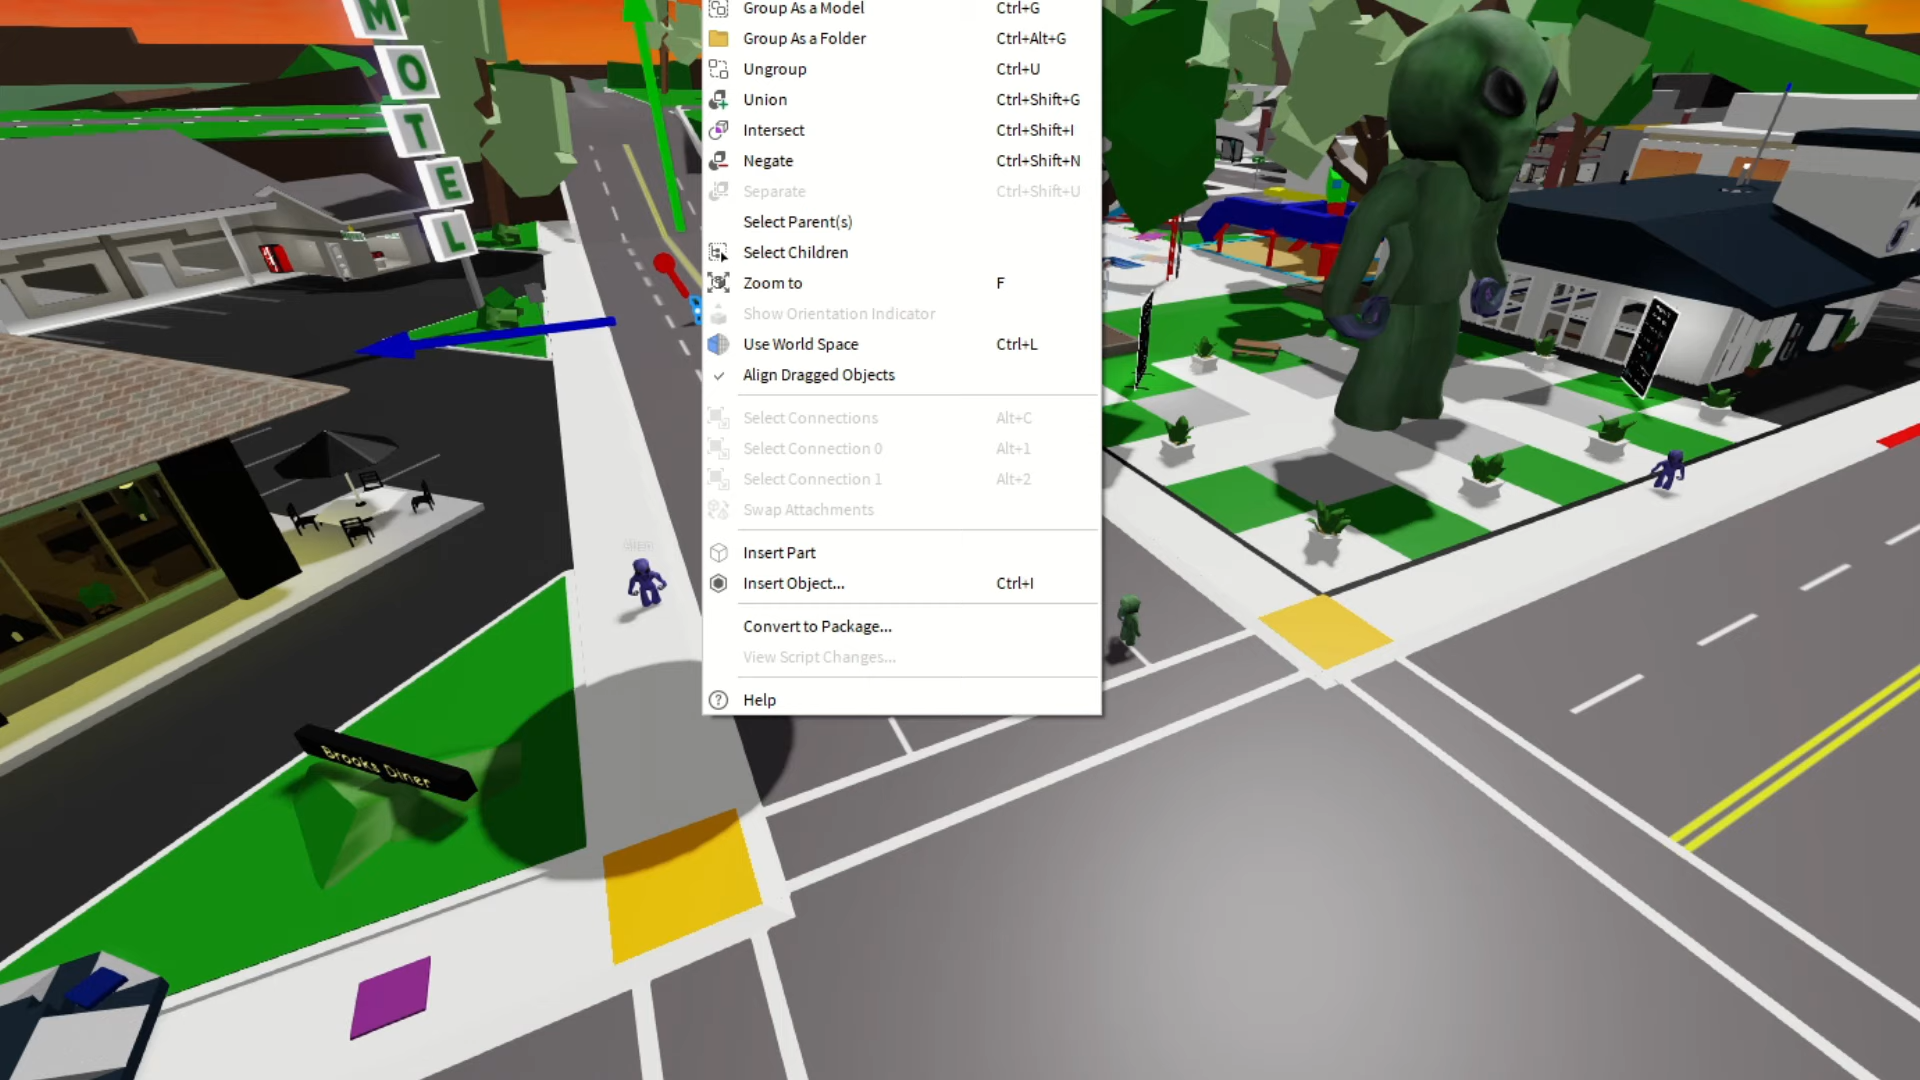 MOTEL
Group As a Model Ctrl+G
Group As a Folder Ctrl+Alt+G
Ungroup Ctrl+U
Union Ctrl+Shift+G
Intersect Ctrl+Shift+I
Negate Ctrl+Shift+N
Separate Ctrl+Shift+U
Select Parent(s)
Select Children
Zoom to F
Show Orientation Indicator
Use World Space Ctrl+L
Align Dragged Objects
Select Connections Alt+C
Select Connection 0 Alt+1
Select Connection 1 Alt+2
Swap Attachments
Insert Part
Insert Object... Ctrl+I
Convert to Package...
View Script Changes...
Help
Alien
Brooks Diner